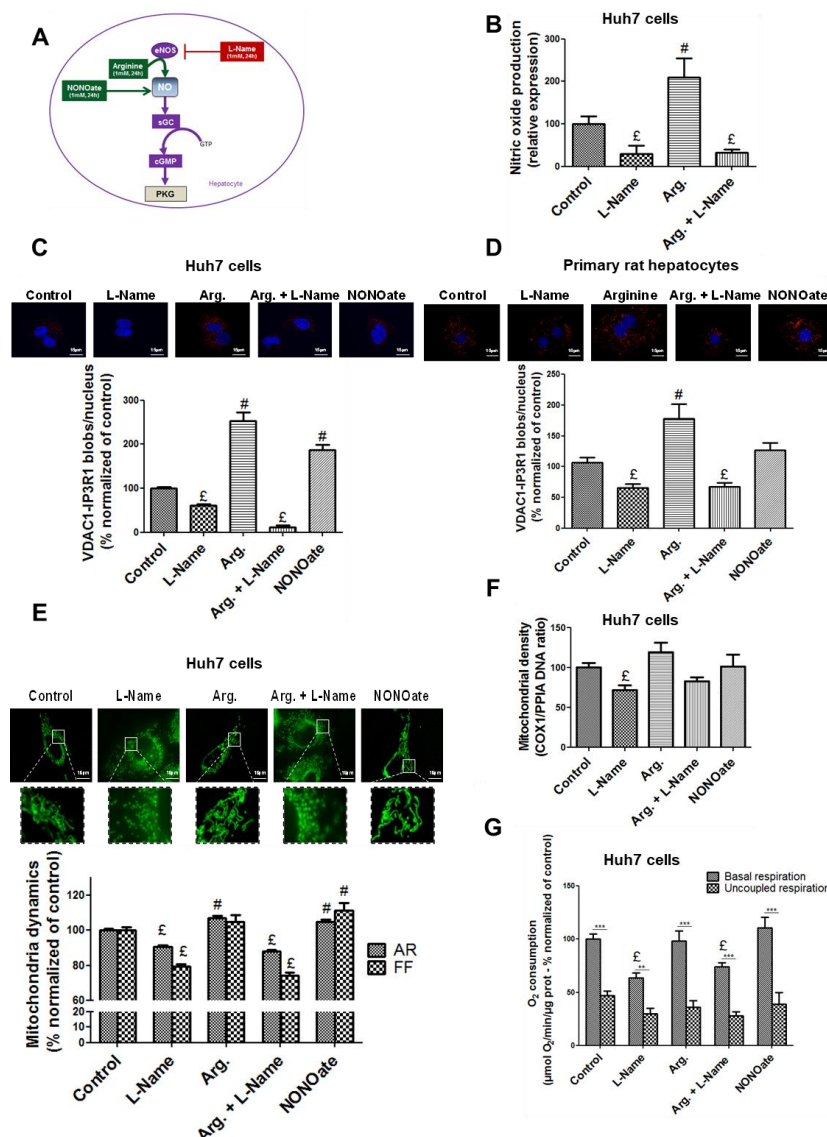 A
eNOS
L-Name
(1mM, 24h)
Arginine
(1mM, 24h)
NONOate
(1mM, 24h)
NO
sGC
GTP
cGMP
PKG
Hepatocyte
B
Huh7 cells
Nitric oxide production
(relative expression)
300
200
100
0
£
#
£
Control
L-Name
Arg.
Arg + L-Name
C
Huh7 cells
Control
L-Name
Arg.
Arg. + L-Name
NONOate
VDAC1-IP3R1 blobs/nucleus
(% normalized of control)
300
200
100
0
£
#
£
#
Control
L-Name
Arg.
Arg. + L-Name
NONOate
D
Primary rat hepatocytes
Control
L-Name
Arginine
Arg. + L-Name
NONOate
VDAC1-IP3R1 blobs/nucleus
(% normalized of control)
250
200
150
100
50
0
£
#
£
Control
L-Name
Arg.
Arg. + L-Name
NONOate
E
Huh7 cells
Control
L-Name
Arg.
Arg. + L-Name
NONOate
Mitochondria dynamics
(% normalized of control)
120
100
80
60
20
10
0
£
£
#
£
£
#
#
AR
FF
Control
L-Name
Arg.
Arg. + L-Name
NONOate
F
Huh7 cells
Mitochondrial density
(COX1/PPIA DNA ratio)
150
100
50
0
£
Control
L-Name
Arg.
Arg. + L-Name
NONOate
G
Huh7 cells
Basal respiration
Uncoupled respiration
O2 consumption
(µmol O2/min/µg prot - % normalized of control)
150
100
50
0
***
£
**
***
£
***
***
Control
L-Name
Arg.
Arg. + L-Name
NONOate